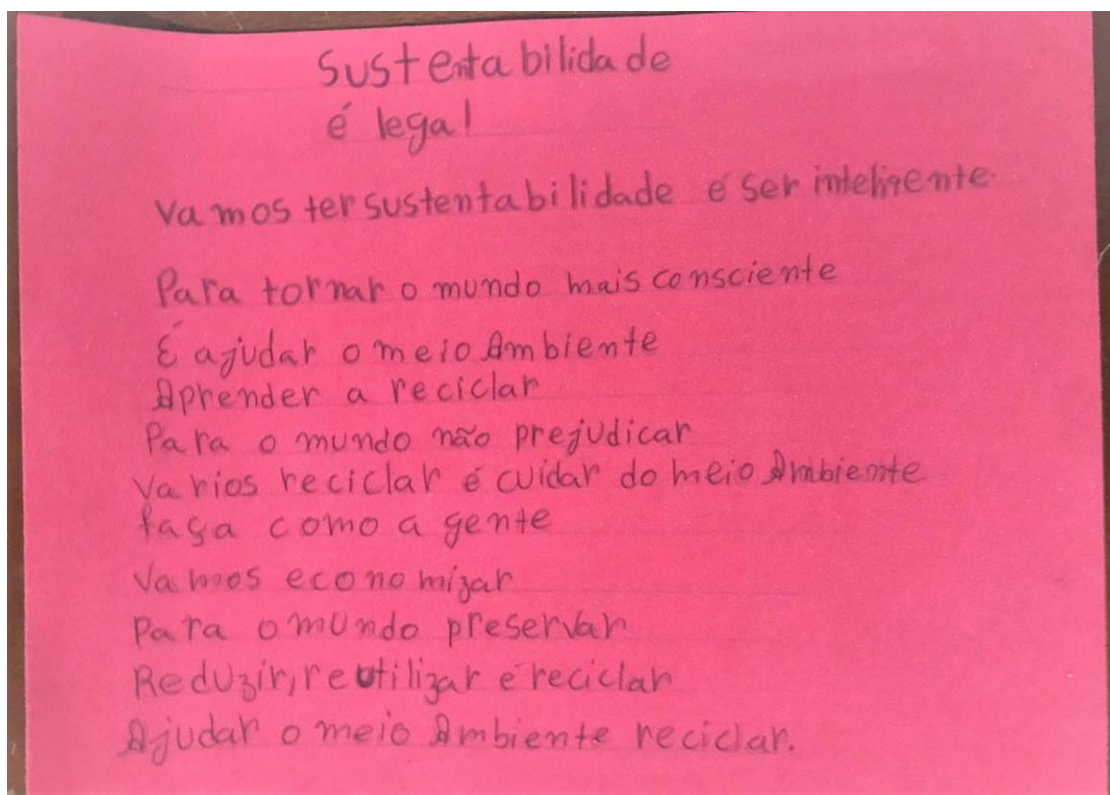 Sustentabilidade
é legal
Vamos ter sustentabilidade é ser inteligente.
Para tornar o mundo mais consciente
É ajudar o meio Ambiente
Aprender a reciclar
Para o mundo não prejudicar
Varios reciclar é cuidar do meio Ambiente
faça como a gente
Vamos economizar
Para o mundo preservar
Reduzir, reutilizar é reciclar
Ajudar o meio Ambiente reciclar.